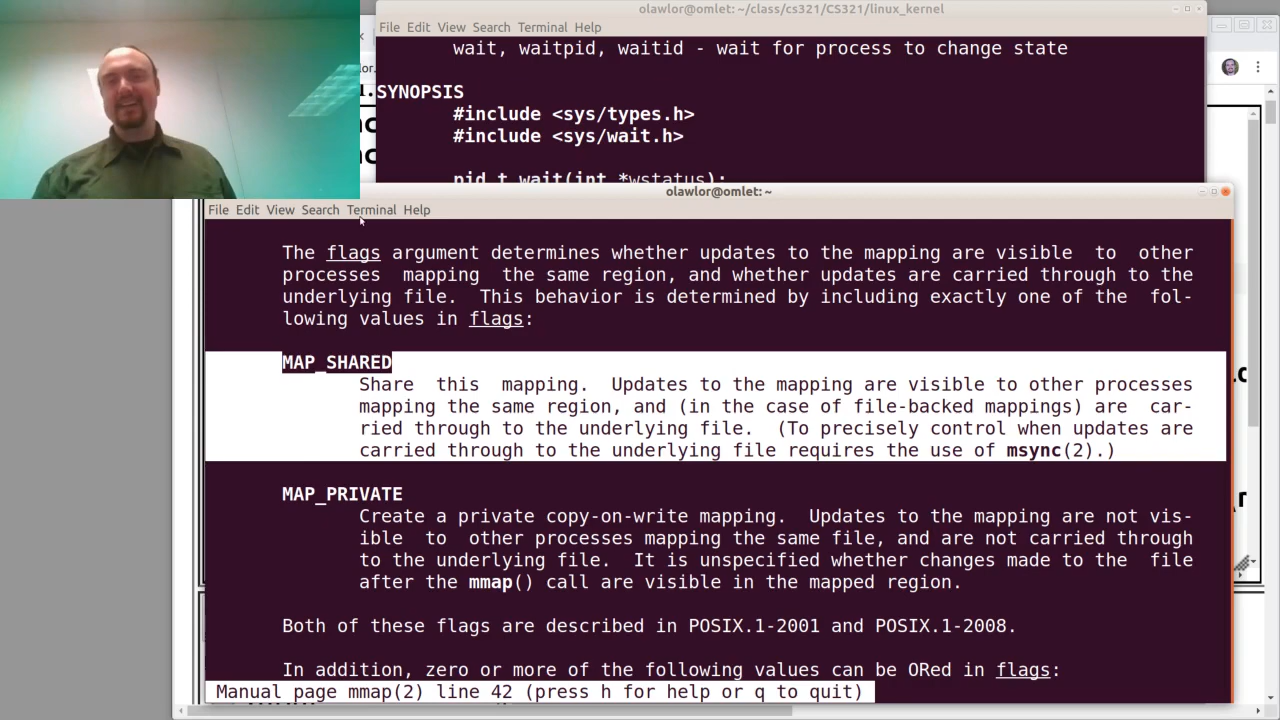 olawlor@omlet: ~/class/cs321/CS321/linux_kernel
File Edit View Search Terminal Help
wait, waitpid, waitid - wait for process to change state
SYNOPSIS
#include <sys/types.h>
#include <sys/wait.h>
pid_t wait(int *wstatus);
olawlor@omlet: ~
File Edit View Search Terminal Help
The flags argument determines whether updates to the mapping are visible to other
processes mapping the same region, and whether updates are carried through to the
underlying file. This behavior is determined by including exactly one of the fol-
lowing values in flags:
MAP_SHARED
Share this mapping. Updates to the mapping are visible to other processes
mapping the same region, and (in the case of file-backed mappings) are car-
ried through to the underlying file. (To precisely control when updates are
carried through to the underlying file requires the use of msync(2).)
MAP_PRIVATE
Create a private copy-on-write mapping. Updates to the mapping are not vis-
ible to other processes mapping the same file, and are not carried through
to the underlying file. It is unspecified whether changes made to the file
after the mmap() call are visible in the mapped region.
Both of these flags are described in POSIX.1-2001 and POSIX.1-2008.
In addition, zero or more of the following values can be ORed in flags:
Manual page mmap(2) line 42 (press h for help or q to quit)